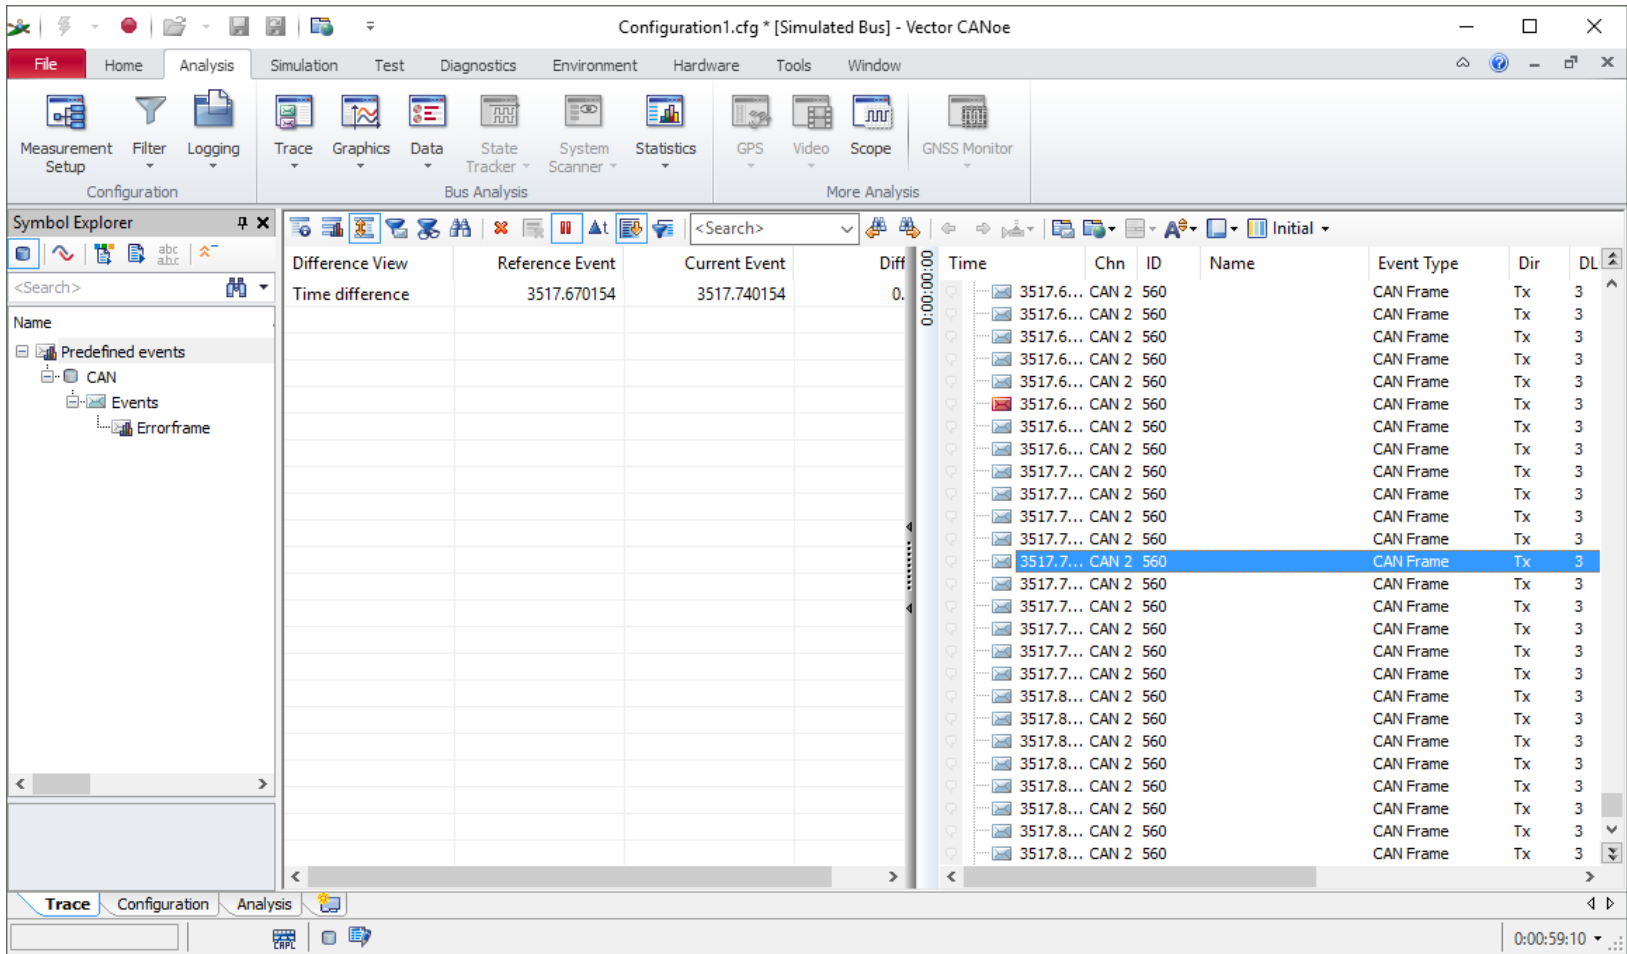 Configuration1.cfg * [Simulated Bus] - Vector CANoe
File Home Analysis Simulation Test Diagnostics Environment Hardware Tools Window
Measurement Setup Filter Logging Trace Graphics Data State Tracker System Scanner Statistics GPS Video Scope GNSS Monitor
Configuration Bus Analysis More Analysis
Symbol Explorer
<Search>
Name
Predefined events
CAN
Events
Errorframe
<Search> Initial
Difference View Reference Event Current Event Diff
Time difference 3517.670154 3517.740154 0.
0:00:00:00
Time Chn ID Name Event Type Dir DL
3517.6... CAN 2 560 CAN Frame Tx 3
3517.6... CAN 2 560 CAN Frame Tx 3
3517.6... CAN 2 560 CAN Frame Tx 3
3517.6... CAN 2 560 CAN Frame Tx 3
3517.6... CAN 2 560 CAN Frame Tx 3
3517.6... CAN 2 560 CAN Frame Tx 3
3517.6... CAN 2 560 CAN Frame Tx 3
3517.6... CAN 2 560 CAN Frame Tx 3
3517.7... CAN 2 560 CAN Frame Tx 3
3517.7... CAN 2 560 CAN Frame Tx 3
3517.7... CAN 2 560 CAN Frame Tx 3
3517.7... CAN 2 560 CAN Frame Tx 3
3517.7... CAN 2 560 CAN Frame Tx 3
3517.7... CAN 2 560 CAN Frame Tx 3
3517.7... CAN 2 560 CAN Frame Tx 3
3517.7... CAN 2 560 CAN Frame Tx 3
3517.7... CAN 2 560 CAN Frame Tx 3
3517.7... CAN 2 560 CAN Frame Tx 3
3517.8... CAN 2 560 CAN Frame Tx 3
3517.8... CAN 2 560 CAN Frame Tx 3
3517.8... CAN 2 560 CAN Frame Tx 3
3517.8... CAN 2 560 CAN Frame Tx 3
3517.8... CAN 2 560 CAN Frame Tx 3
3517.8... CAN 2 560 CAN Frame Tx 3
3517.8... CAN 2 560 CAN Frame Tx 3
3517.8... CAN 2 560 CAN Frame Tx 3
Trace Configuration Analysis
CAPL
0:00:59:10